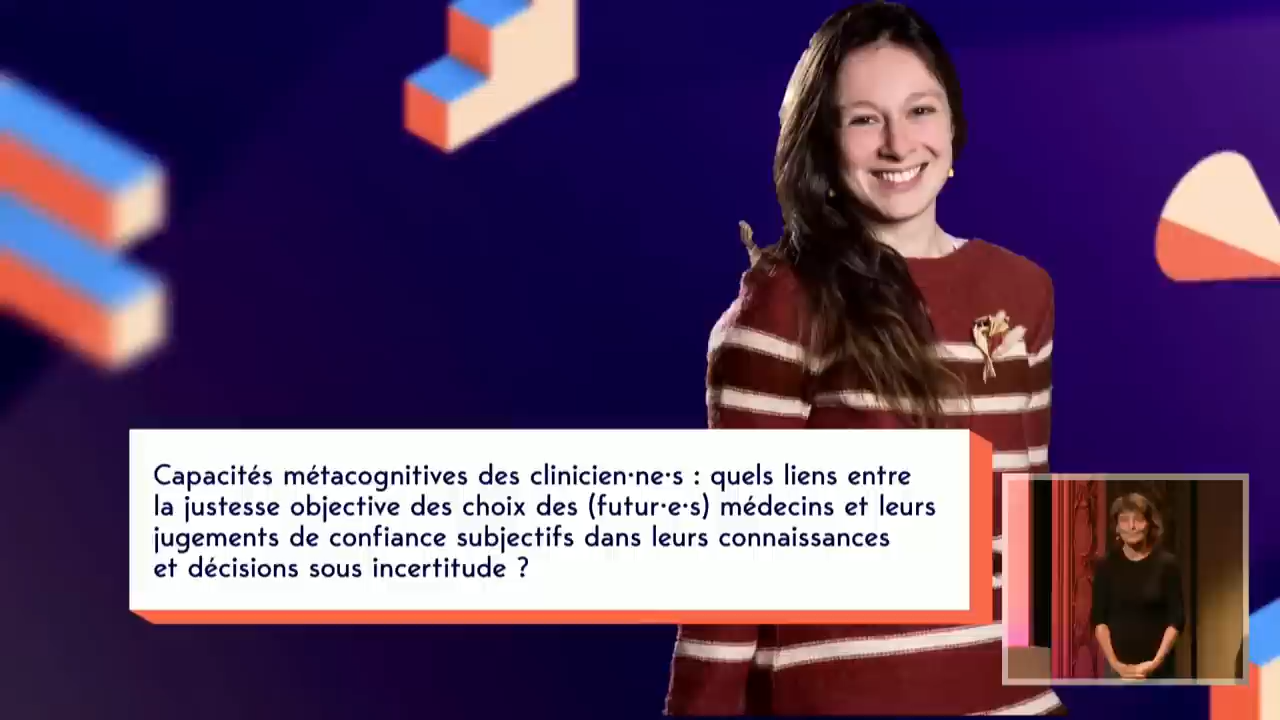 Capacités métacognitives des clinicien·ne·s : quels liens entre
la justesse objective des choix des (futur·e·s) médecins et leurs
jugements de confiance subjectifs dans leurs connaissances
et décisions sous incertitude ?